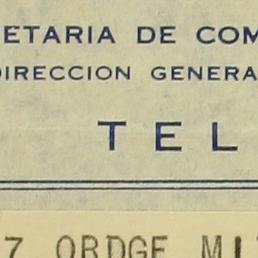 ETARIA DE COM
DIRECCION GENERA
TEL
7 ORDGE MI